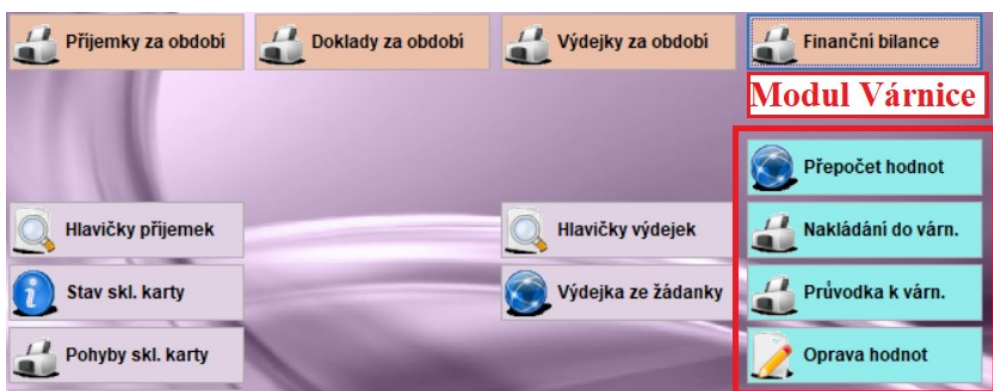 Příjemky za období
Doklady za období
Výdejky za období
Finanční bilance
Modul Várnice
Přepočet hodnot
Hlavičky příjemek
Hlavičky výdejek
Nakládání do várn.
Stav skl. karty
Výdejka ze žádanky
Průvodka k várn.
Pohyby skl. karty
Oprava hodnot